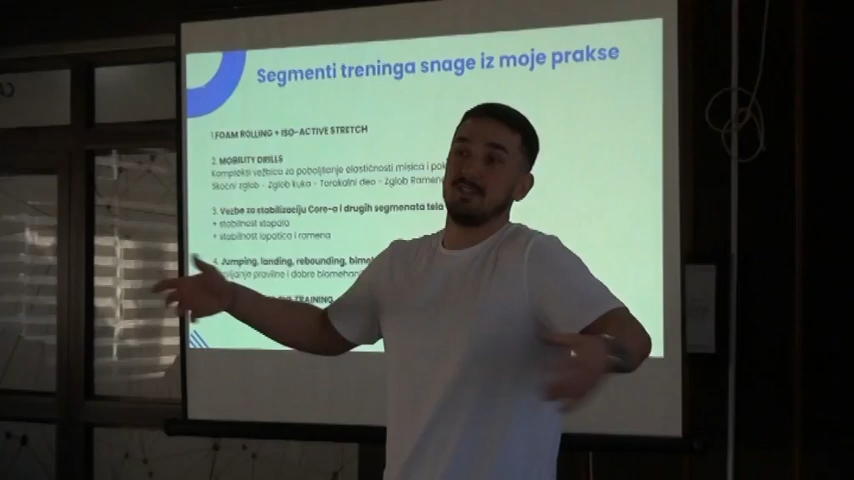 Segmenti treninga snage iz moje prakse
1.FOAM ROLLING + ISO-ACTIVE STRETCH
2. MOBILITY DRILLS
Kompleksi vežbica za poboljšanje elastičnosti mišića i
Skočni zglob - Zglob kuka - Torakalni deo - Zglob
3. Vežbe za stabilizaciju Core-a i drugih segmenata tela
+ stabilnost stopala
+ stabilnost lopatica i ramena
4. Jumping, landing, rebounding,
pravilne i dobre
TRAINING